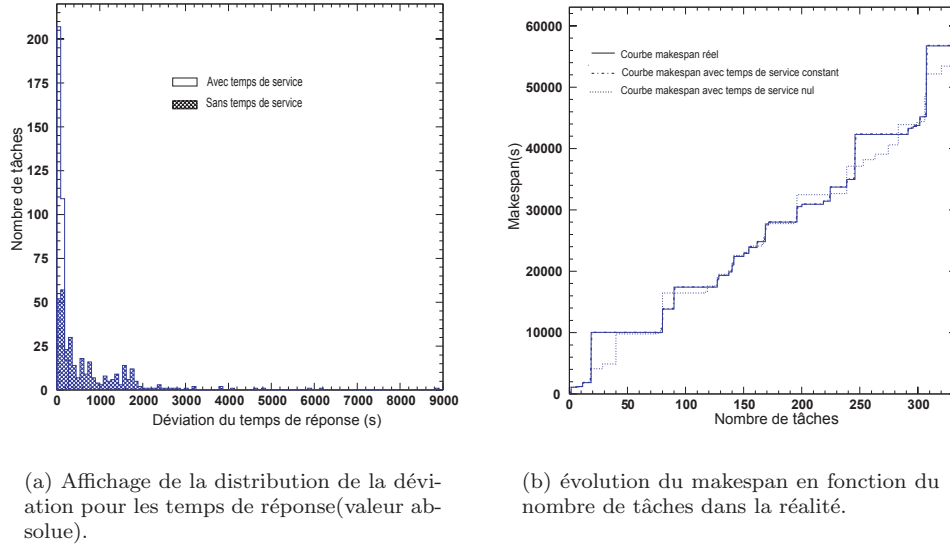 200
175
150
125
100
75
50
25
0
Nombre de tâches
Avec temps de service
Sans temps de service
0 1000 2000 3000 4000 5000 6000 7000 8000 9000
Déviation du temps de réponse (s)
60000
50000
40000
30000
20000
10000
0
Makespan(s)
Courbe makespan réel
Courbe makespan avec temps de service constant
Courbe makespan avec temps de service nul
0 50 100 150 200 250 300
Nombre de tâches
(a) Affichage de la distribution de la dévi-
ation pour les temps de réponse(valeur ab-
solue).
(b) évolution du makespan en fonction du
nombre de tâches dans la réalité.